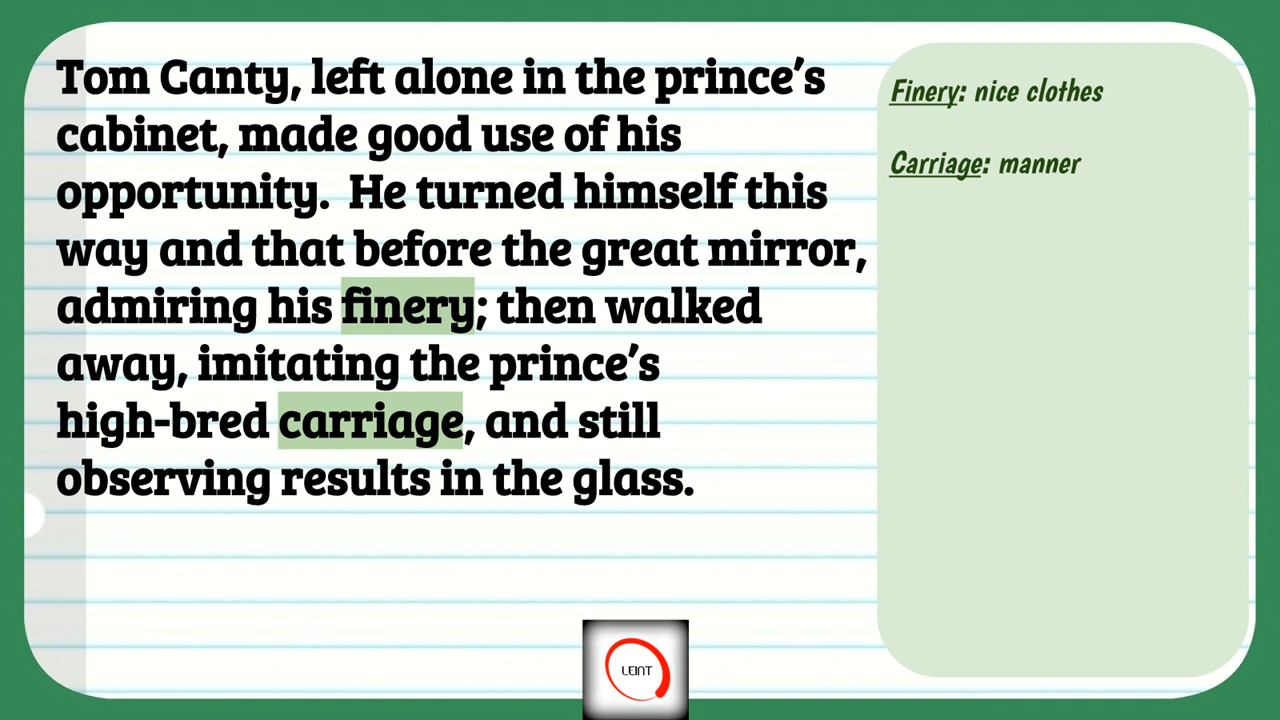 Tom Canty, left alone in the prince’s
cabinet, made good use of his
opportunity.  He turned himself this
way and that before the great mirror,
admiring his finery; then walked
away, imitating the prince’s
high-bred carriage, and still
observing results in the glass.
Finery: nice clothes
Carriage: manner
LEINT